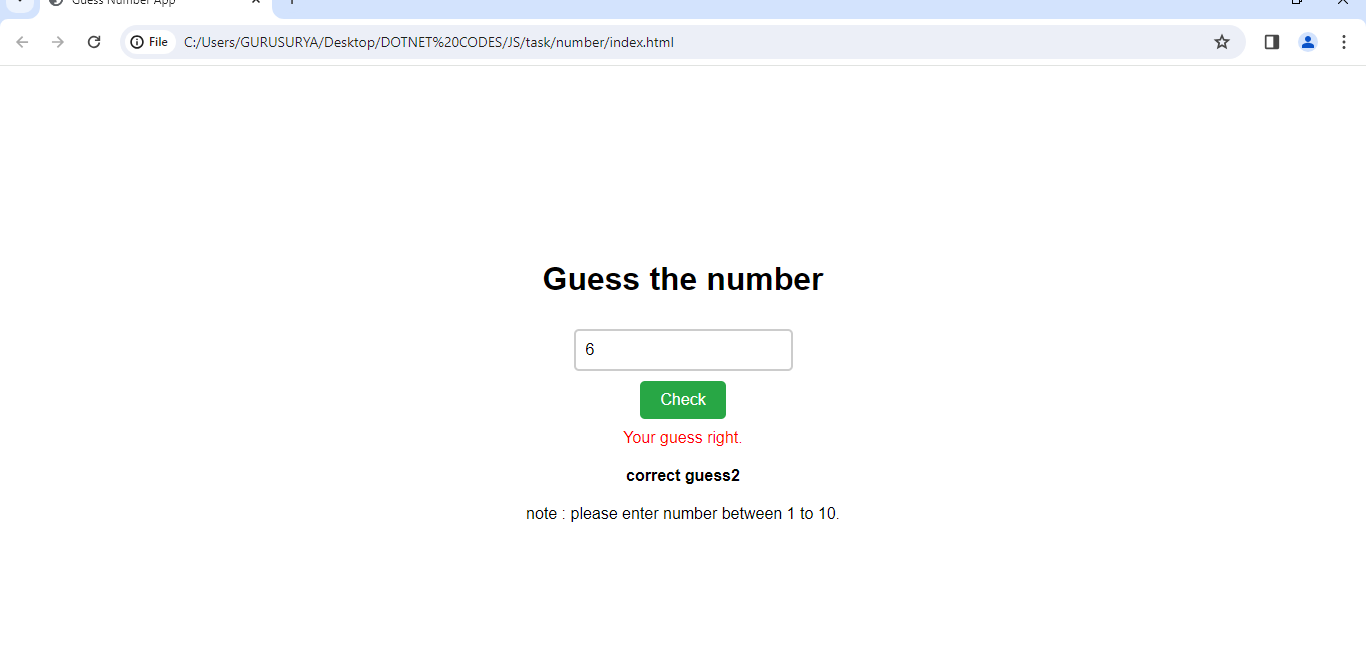 Guess Number App
File C:/Users/GURUSURYA/Desktop/DOTNET%20CODES/JS/task/number/index.html
Guess the number
6
Check
Your guess right.
correct guess2
note : please enter number between 1 to 10.